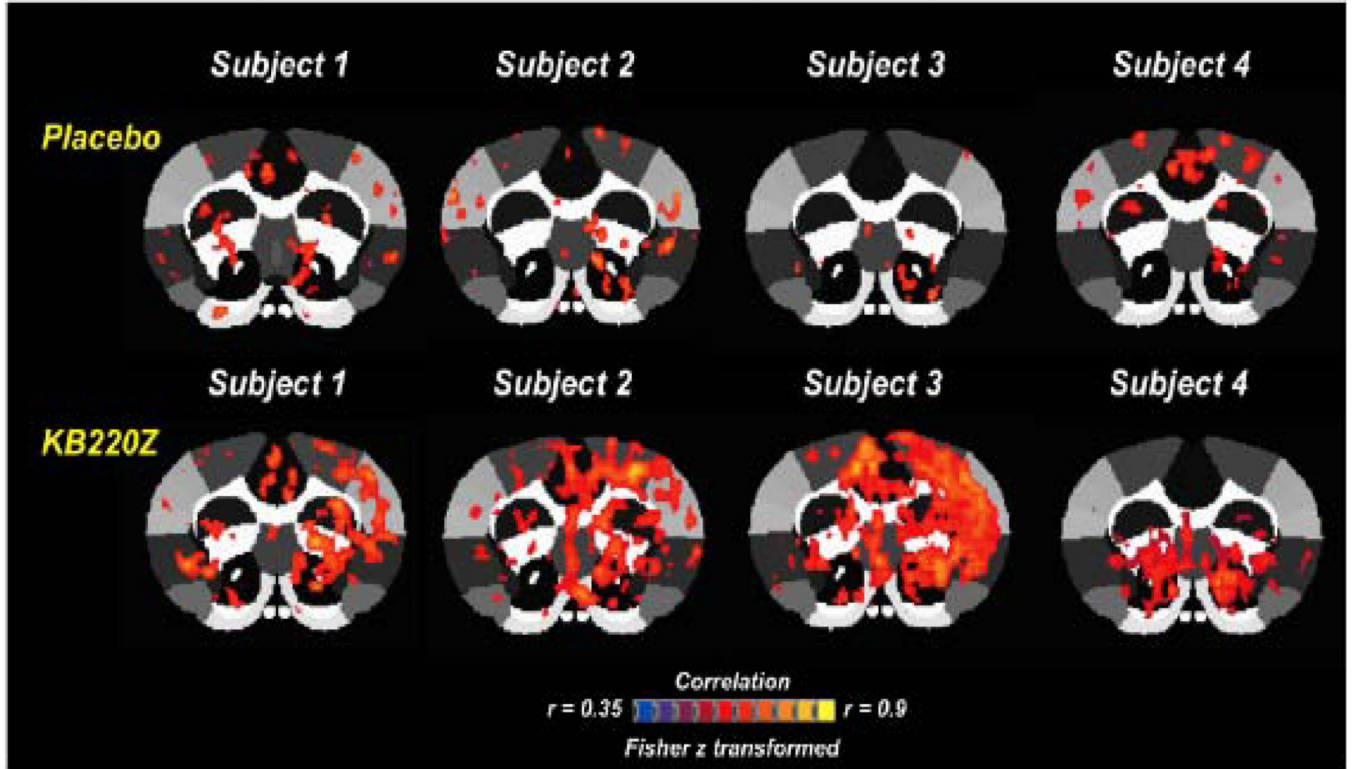 Subject 1 Subject 2 Subject 3 Subject 4
Placebo
Subject 1 Subject 2 Subject 3 Subject 4
KB220Z
Correlation
r = 0.35 r = 0.9
Fisher z transformed